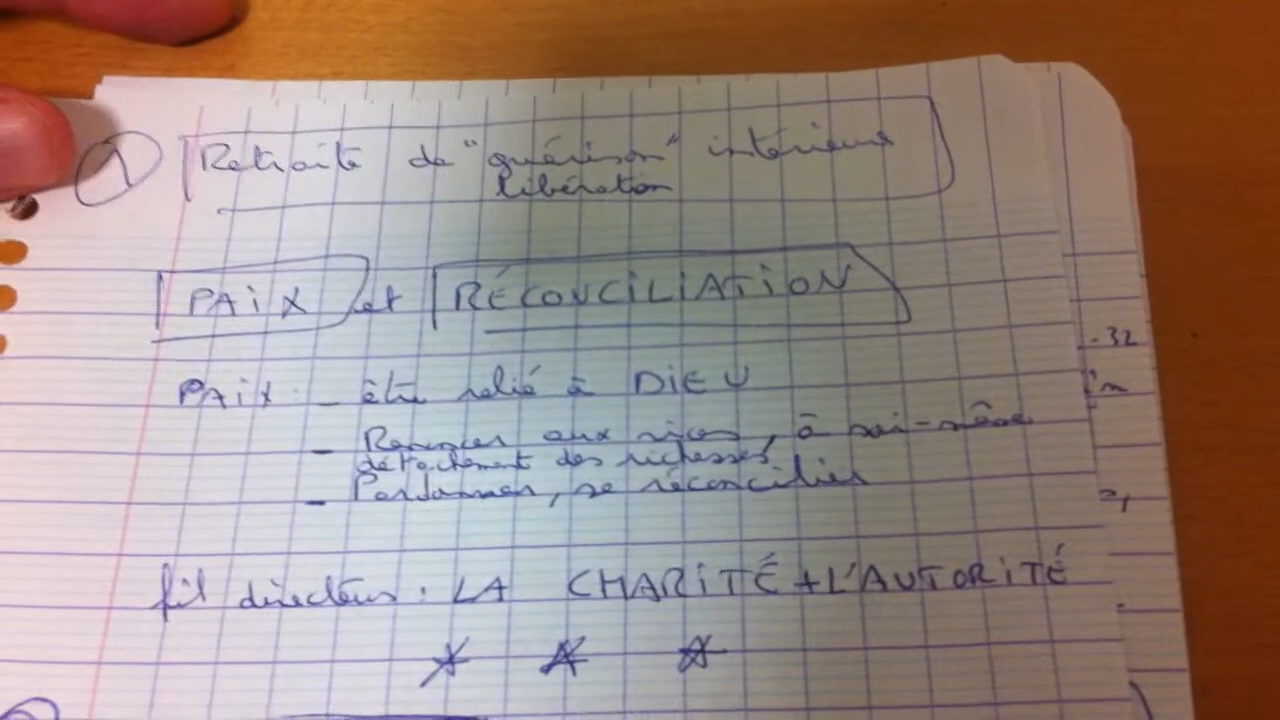 1 Retraite de "guérison" intérieure
libération
PAiX et RÉCONCiLiATiON
PAiX : - être relié à DiEU
- Renoncer aux vices, à soi-même
détachement des richesses
- Pardonner, se réconcilier
fil directeur : LA CHARiTÉ + L'AUTORiTÉ
-32